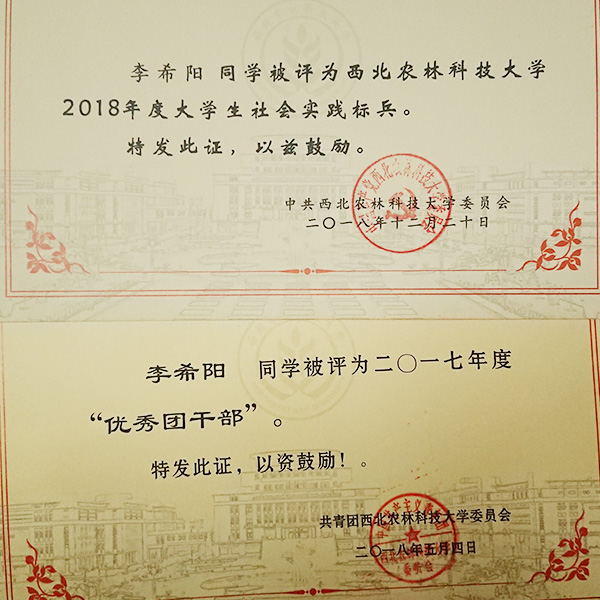 李希阳 同学被评为西北农林科技大学
2018年度大学生社会实践标兵。
特发此证，以兹鼓励。
中共西北农林科技大学委员会
二〇一八年十二月二十日
李希阳 同学被评为二〇一七年度
“优秀团干部”。
特发此证，以资鼓励！。
共青团西北农林科技大学委员会
二〇一八年五月四日